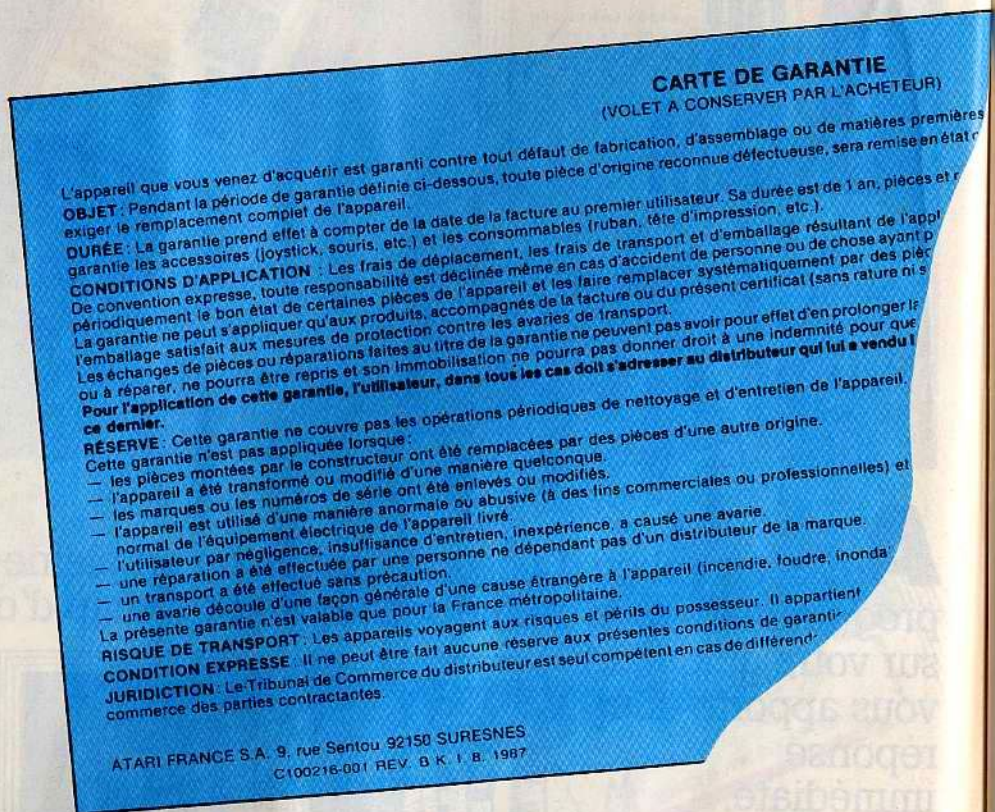 CARTE DE GARANTIE
(VOLET A CONSERVER PAR L'ACHETEUR)
L'appareil que vous venez d'acquérir est garanti contre tout défaut de fabrication, d'assemblage ou de matières premières
OBJET : Pendant la période de garantie définie ci-dessous, toute pièce d'origine reconnue défectueuse, sera remise en état
exiger le remplacement complet de l'appareil.
DURÉE : La garantie prend effet à compter de la date de la facture au premier utilisateur. Sa durée est de 1 an, pièces et
garantie les accessoires (joystick, souris, etc.) et les consommables (ruban, tête d'impression, etc.).
CONDITIONS D'APPLICATION : Les frais de déplacement, les frais de transport et d'emballage résultant de l'appl
De convention expresse, toute responsabilité est déclinée même en cas d'accident de personne ou de chose ayant p
périodiquement le bon état de certaines pièces de l'appareil et les faire remplacer systématiquement par des pièc
La garantie ne peut s'appliquer qu'aux produits, accompagnés de la facture ou du présent certificat (sans rature ni s
l'emballage satisfait aux mesures de protection contre les avaries de transport.
Les échanges de pièces ou réparations faites au titre de la garantie ne peuvent pas avoir pour effet d'en prolonger la
ou à réparer, ne pourra être repris et son immobilisation ne pourra pas donner droit à une indemnité pour que
Pour l'application de cette garantie, l'utilisateur, dans tous les cas doit s'adresser au distributeur qui lui a vendu l
ce dernier.
RÉSERVE : Cette garantie ne couvre pas les opérations périodiques de nettoyage et d'entretien de l'appareil.
Cette garantie n'est pas appliquée lorsque :
— les pièces montées par le constructeur ont été remplacées par des pièces d'une autre origine.
— l'appareil a été transformé ou modifié d'une manière quelconque.
— les marques ou les numéros de série ont été enlevés ou modifiés.
— l'appareil est utilisé d'une manière anormale ou abusive (à des fins commerciales ou professionnelles) et
normal de l'équipement électrique de l'appareil livré.
— l'utilisateur par négligence, insuffisance d'entretien, inexpérience, a causé une avarie.
— une réparation a été effectuée par une personne ne dépendant pas d'un distributeur de la marque.
— un transport a été effectué sans précaution.
— une avarie découle d'une façon générale d'une cause étrangère à l'appareil (incendie, foudre, inonda
La présente garantie n'est valable que pour la France métropolitaine.
RISQUE DE TRANSPORT : Les appareils voyagent aux risques et périls du possesseur. Il appartient
CONDITION EXPRESSE : Il ne peut être fait aucune réserve aux présentes conditions de garantie
JURIDICTION : Le Tribunal de Commerce du distributeur est seul compétent en cas de différend
commerce des parties contractantes.
ATARI FRANCE S.A. 9, rue Sentou 92150 SURESNES
C100216-001 REV. B K. I. B. 1987